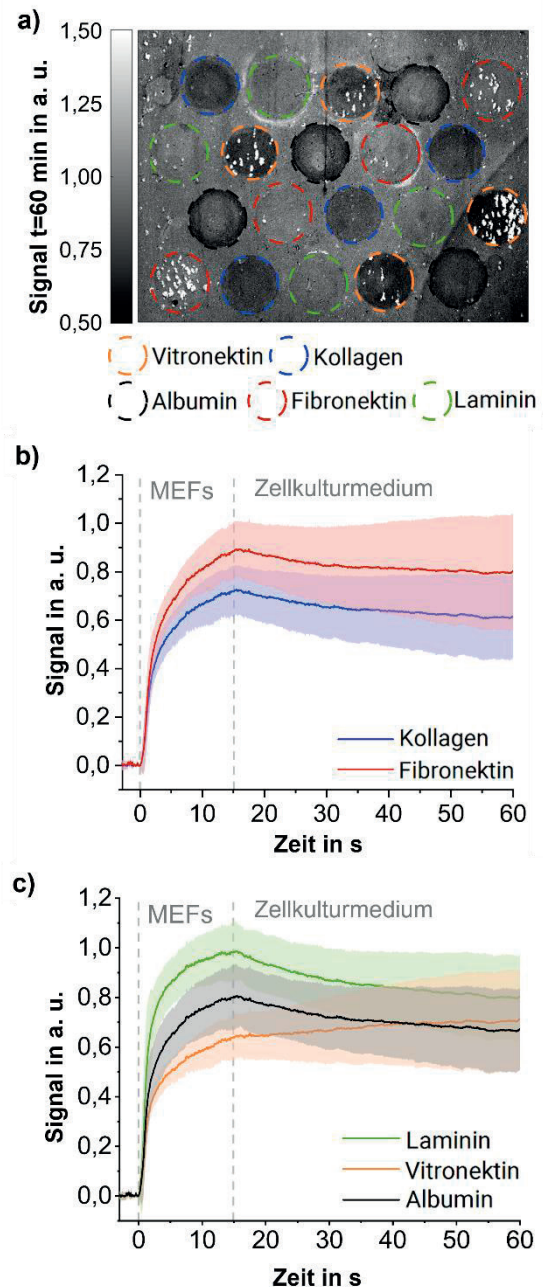 a)
1,50
1,25
1,00
0,75
0,50
Signal t=60 min in a. u.
Vitronektin Kollagen
Albumin Fibronektin Laminin
b)
1,2
1,0
0,8
0,6
0,4
0,2
0,0
Signal in a. u.
MEFs Zellkulturmedium
Kollagen
Fibronektin
0 10 20 30 40 50 60
Zeit in s
c)
1,2
1,0
0,8
0,6
0,4
0,2
0,0
Signal in a. u.
MEFs Zellkulturmedium
Laminin
Vitronektin
Albumin
0 10 20 30 40 50 60
Zeit in s